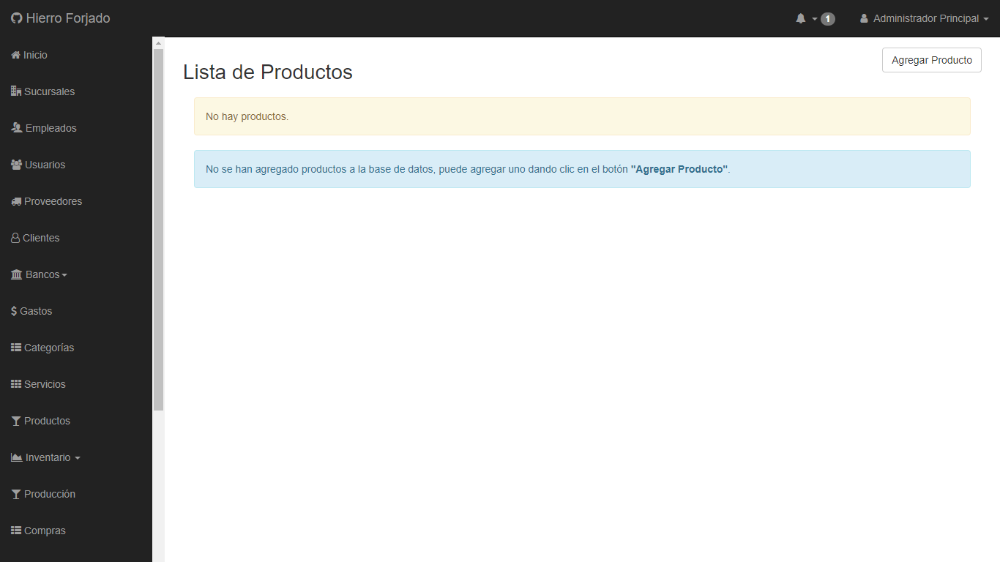 Hierro Forjado
1
Administrador Principal
Inicio
Sucursales
Empleados
Usuarios
Proveedores
Clientes
Bancos
$ Gastos
Categorías
Servicios
Productos
Inventario
Producción
Compras
Lista de Productos
Agregar Producto
No hay productos.
No se han agregado productos a la base de datos, puede agregar uno dando clic en el botón "Agregar Producto".